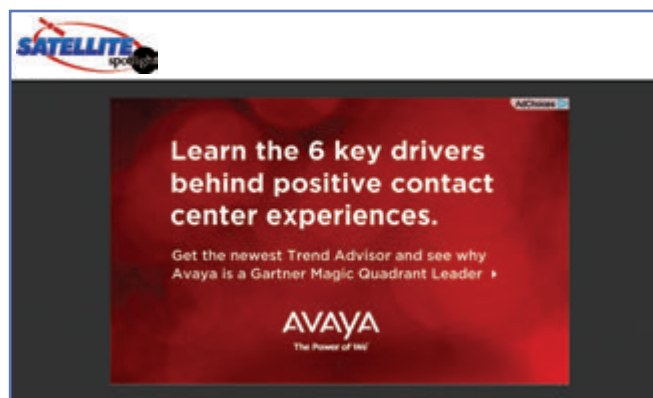 SATELLITE
spotlight
AdChoices
Learn the 6 key drivers
behind positive contact
center experiences.
Get the newest Trend Advisor and see why
Avaya is a Gartner Magic Quadrant Leader
AVAYA
The Power of We